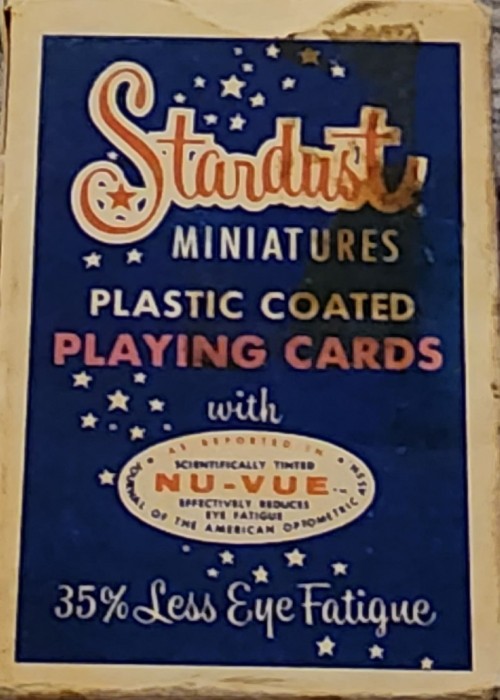 Stardust
MINIATURES
PLASTIC COATED
PLAYING CARDS
with
AS REPORTED IN
SCIENTIFICALLY TINTED
NU-VUE
EFFECTIVELY REDUCES
EYE FATIGUE
JOURNAL OF THE AMERICAN OPTOMETRIC ASSN
35% Less Eye Fatigue